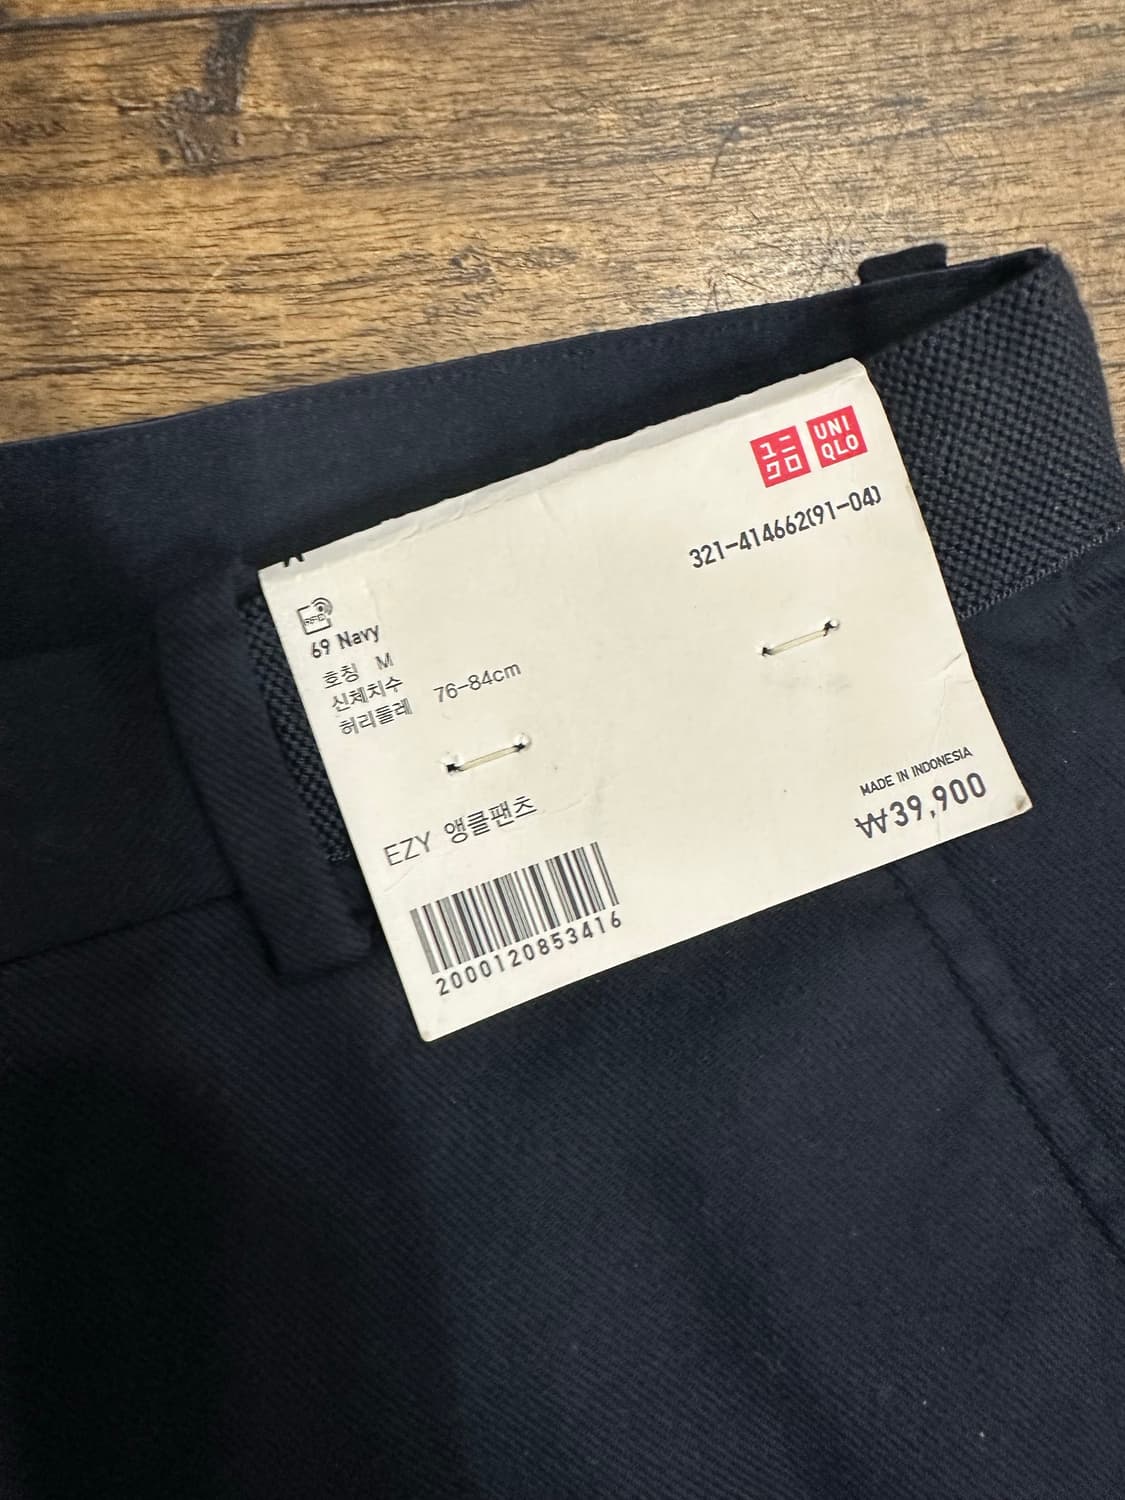 ユニ
クロ
UNI
QLO
321-414662(91-04)
RFID
69 Navy
호칭 M
신체치수
허리둘레 76-84cm
EZY 앵클팬츠
MADE IN INDONESIA
₩39,900
2000120853416